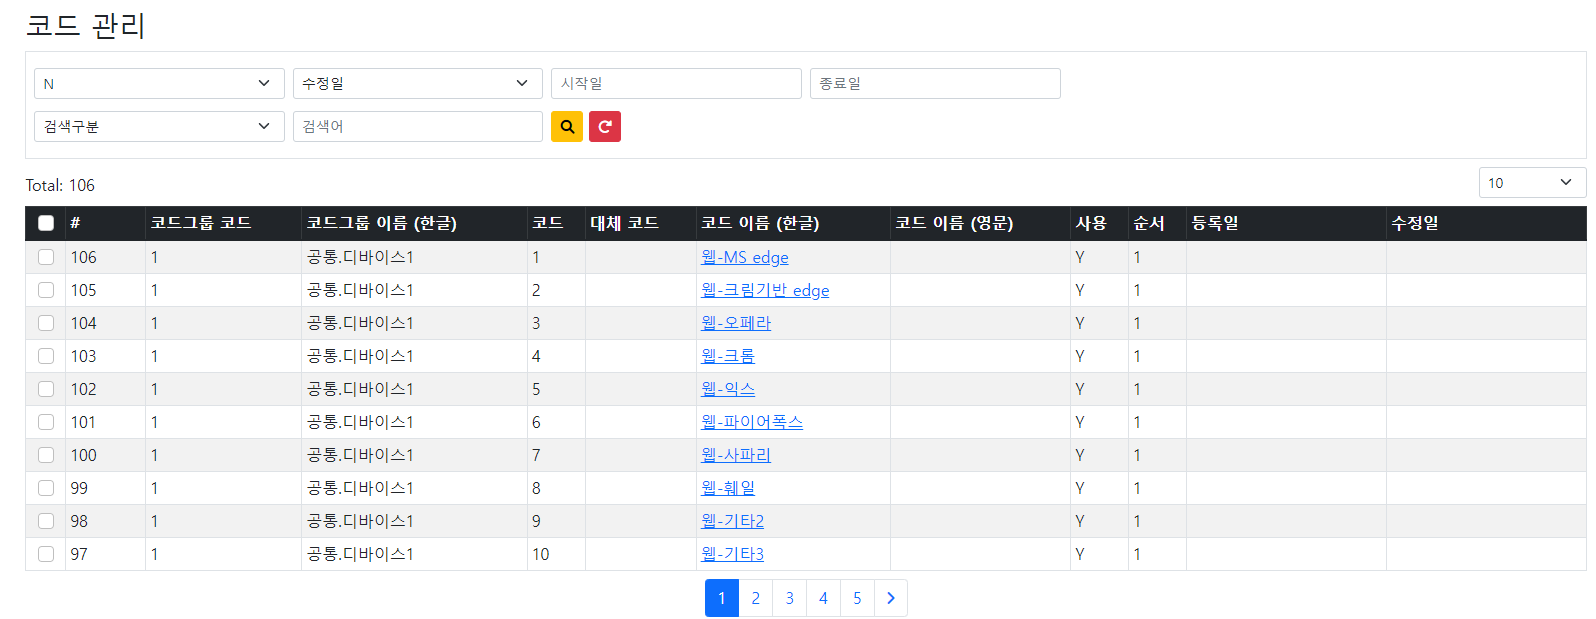 코드 관리
N 수정일 시작일 종료일
검색구분 검색어
Total: 106 10
# 코드그룹 코드 코드그룹 이름 (한글) 코드 대체 코드 코드 이름 (한글) 코드 이름 (영문) 사용 순서 등록일 수정일
106 1 공통.디바이스1 1 웹-MS edge Y 1
105 1 공통.디바이스1 2 웹-크림기반 edge Y 1
104 1 공통.디바이스1 3 웹-오페라 Y 1
103 1 공통.디바이스1 4 웹-크롬 Y 1
102 1 공통.디바이스1 5 웹-익스 Y 1
101 1 공통.디바이스1 6 웹-파이어폭스 Y 1
100 1 공통.디바이스1 7 웹-사파리 Y 1
99 1 공통.디바이스1 8 웹-훼일 Y 1
98 1 공통.디바이스1 9 웹-기타2 Y 1
97 1 공통.디바이스1 10 웹-기타3 Y 1
1 2 3 4 5